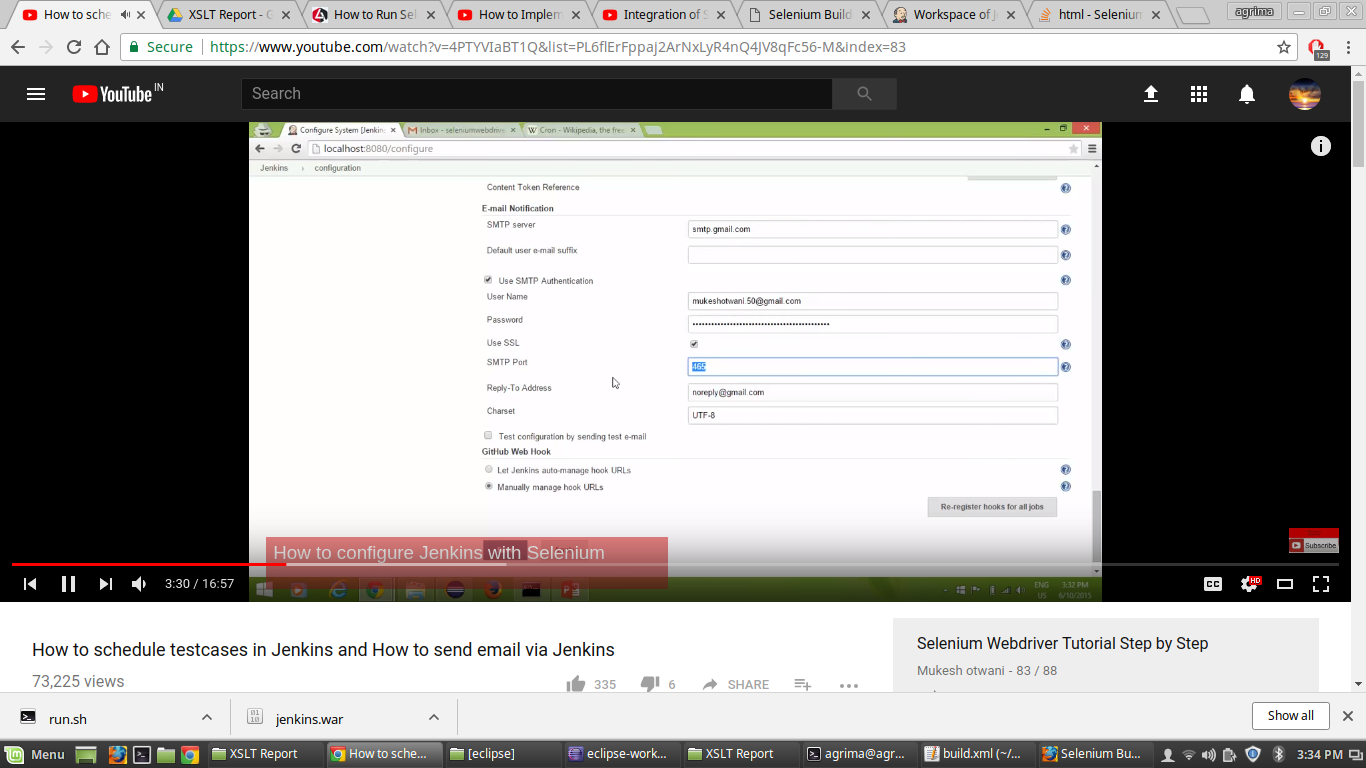 How to sche
XSLT Report - G
How to Run Sel
How to Implem
Integration of S
Selenium Build
Workspace of J
html - Selenium
agrima
Secure https://www.youtube.com/watch?v=4PTYVIaBT1Q&list=PL6flErFppaj2ArNxLyR4nQ4JV8qFc56-M&index=83
129
YouTube IN
Search
Configure System [Jenkins
Inbox - seleniumwebdriv
Cron - Wikipedia, the free
localhost:8080/configure
Jenkins › configuration
Content Token Reference
E-mail Notification
SMTP server
smtp.gmail.com
Default user e-mail suffix
Use SMTP Authentication
User Name
mukeshotwani.50@gmail.com
Password
Use SSL
SMTP Port
465
Reply-To Address
noreply@gmail.com
Charset
UTF-8
Test configuration by sending test e-mail
GitHub Web Hook
Let Jenkins auto-manage hook URLs
Manually manage hook URLs
Re-register hooks for all jobs
How to configure Jenkins with Selenium
Subscribe
3:30 / 16:57
CC
HD
ENG
US
3:32 PM
6/10/2015
How to schedule testcases in Jenkins and How to send email via Jenkins
73,225 views
335
6
SHARE
Selenium Webdriver Tutorial Step by Step
Mukesh otwani - 83 / 88
run.sh
jenkins.war
Show all
Menu
XSLT Report
How to sche...
[eclipse]
eclipse-work...
XSLT Report
agrima@agr...
build.xml (~/...
Selenium Bu...
3:34 PM